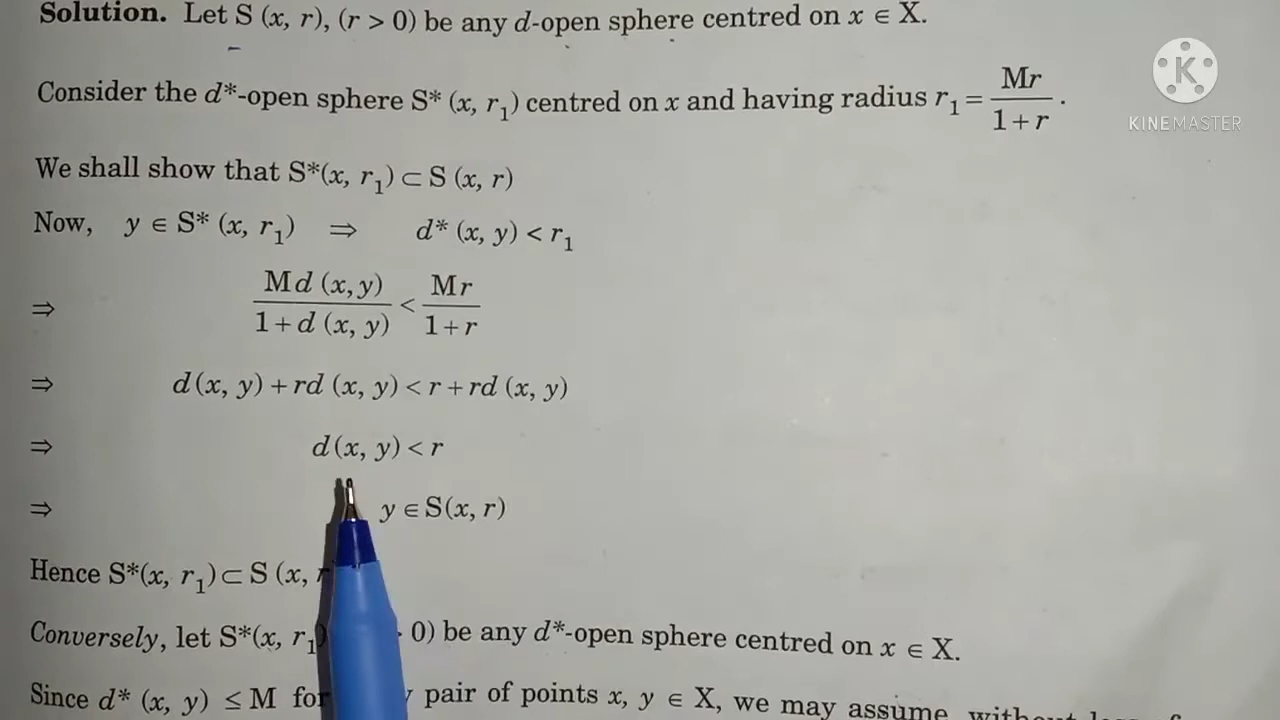 Solution. Let S (x, r), (r > 0) be any d-open sphere centred on x ∈ X.
Consider the d*-open sphere S* (x, r₁) centred on x and having radius r₁ = Mr / 1+r .
KINEMASTER
We shall show that S*(x, r₁) ⊂ S (x, r)
Now, y ∈ S* (x, r₁) ⇒ d* (x, y) < r₁
⇒ Md (x, y) / 1+d (x, y) < Mr / 1+r
⇒ d(x, y) + rd (x, y) < r + rd (x, y)
⇒ d(x, y) < r
⇒ y ∈ S(x, r)
Hence S*(x, r₁) ⊂ S (x, r
Conversely, let S*(x, r₁ > 0) be any d*-open sphere centred on x ∈ X.
Since d* (x, y) ≤ M for pair of points x, y ∈ X, we may assume, without